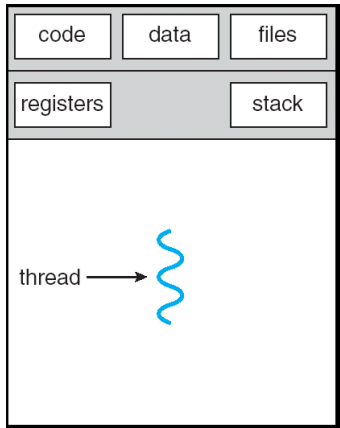 code data files
registers stack
thread